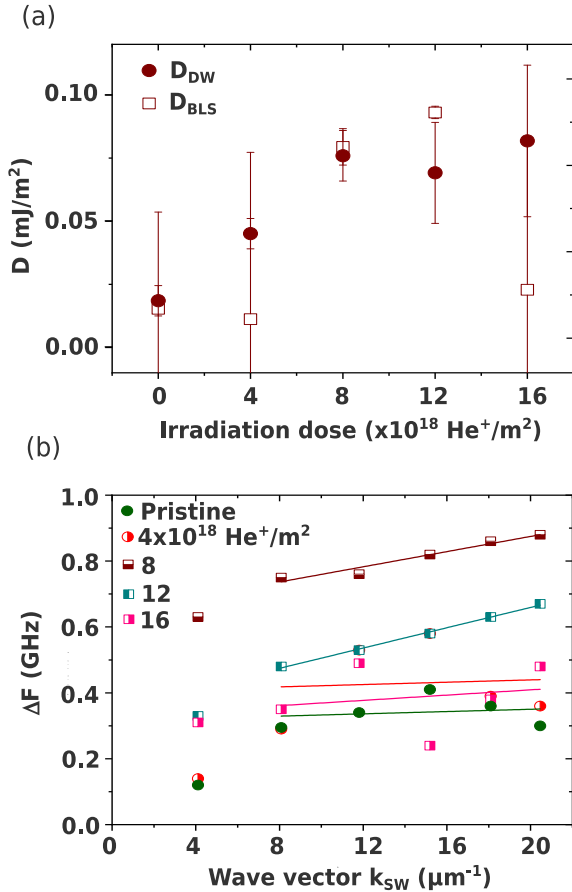 (a)
D_DW
D_BLS
0.10
0.05
0.00
D (mJ/m²)
0 4 8 12 16
Irradiation dose (x10¹⁸ He⁺/m²)
(b)
1.0
0.8
0.6
0.4
0.2
0.0
ΔF (GHz)
Pristine
4x10¹⁸ He⁺/m²
8
12
16
0 4 8 12 16 20
Wave vector k_SW (μm⁻¹)